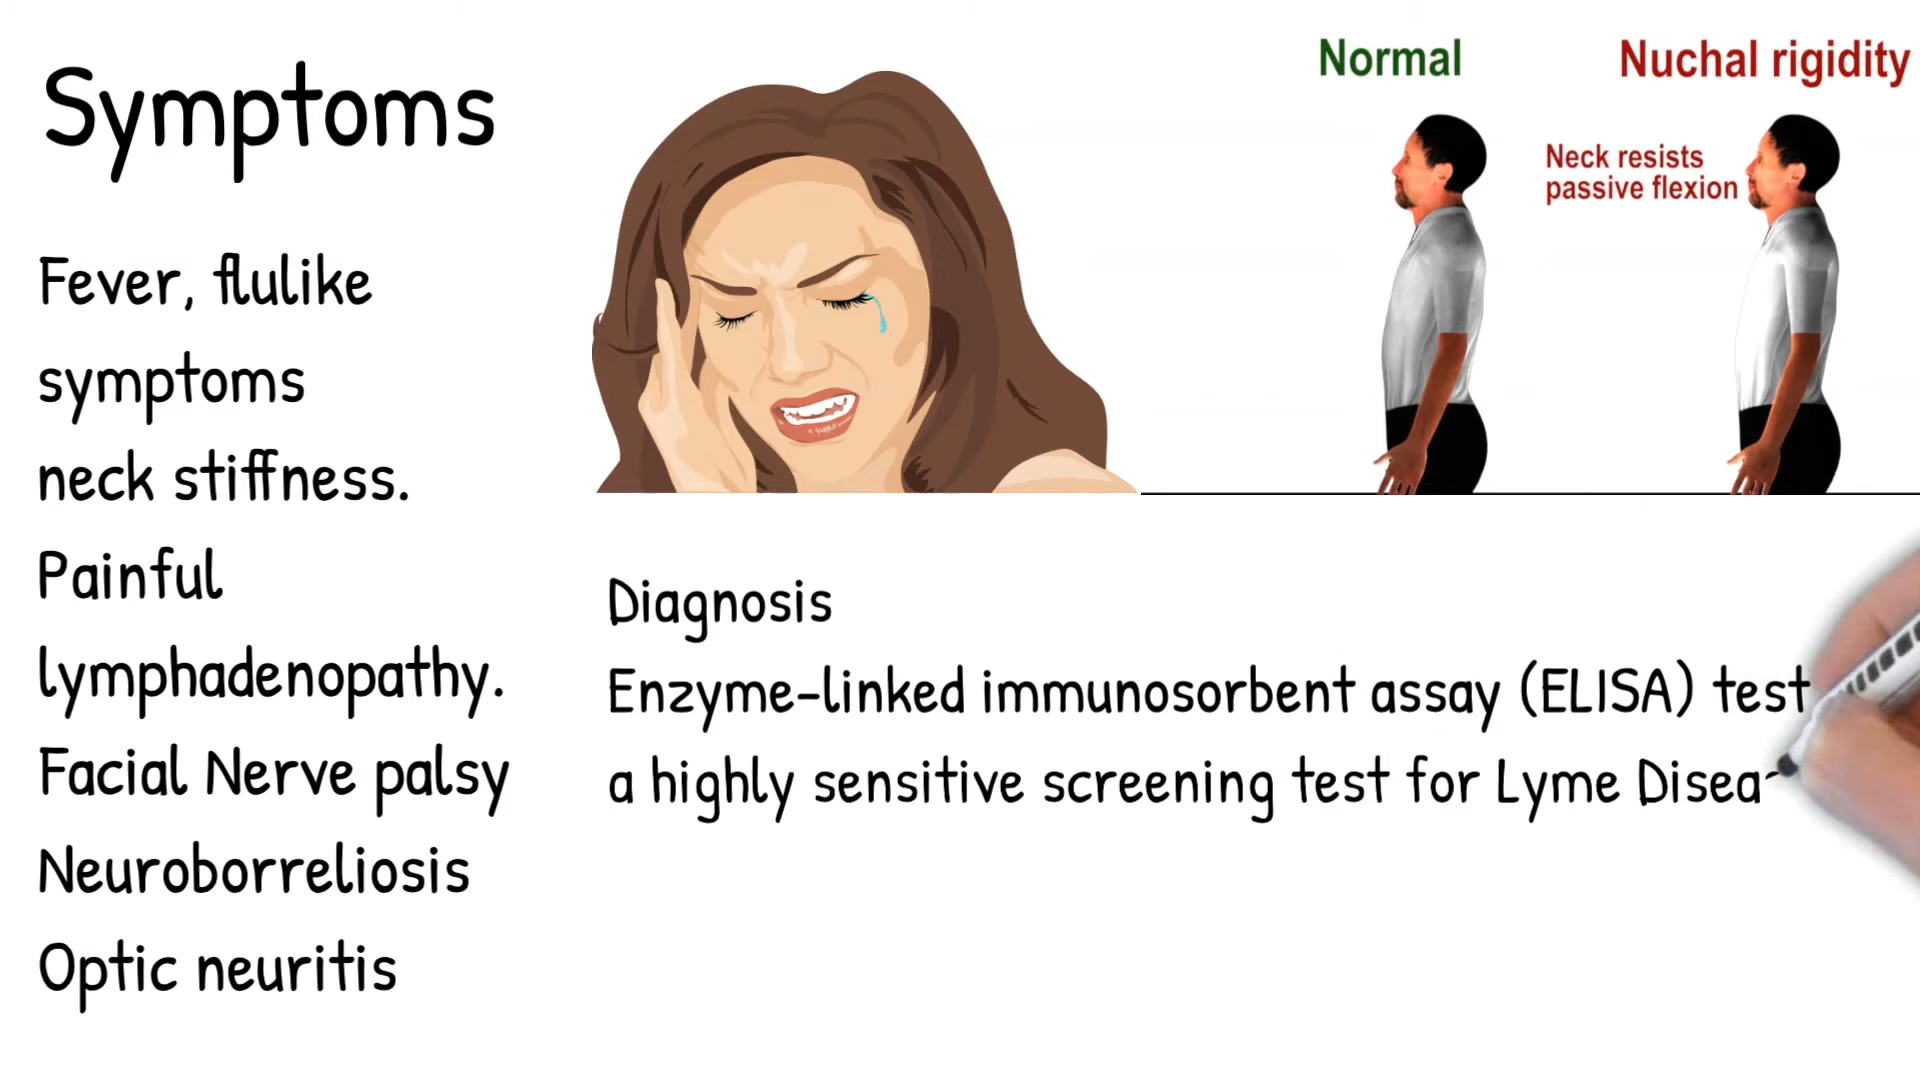 Symptoms
Fever, flulike
symptoms
neck stiffness.
Painful
lymphadenopathy.
Facial Nerve palsy
Neuroborreliosis
Optic neuritis
Normal
Nuchal rigidity
Neck resists
passive flexion
Diagnosis
Enzyme-linked immunosorbent assay (ELISA) test
a highly sensitive screening test for Lyme Disea